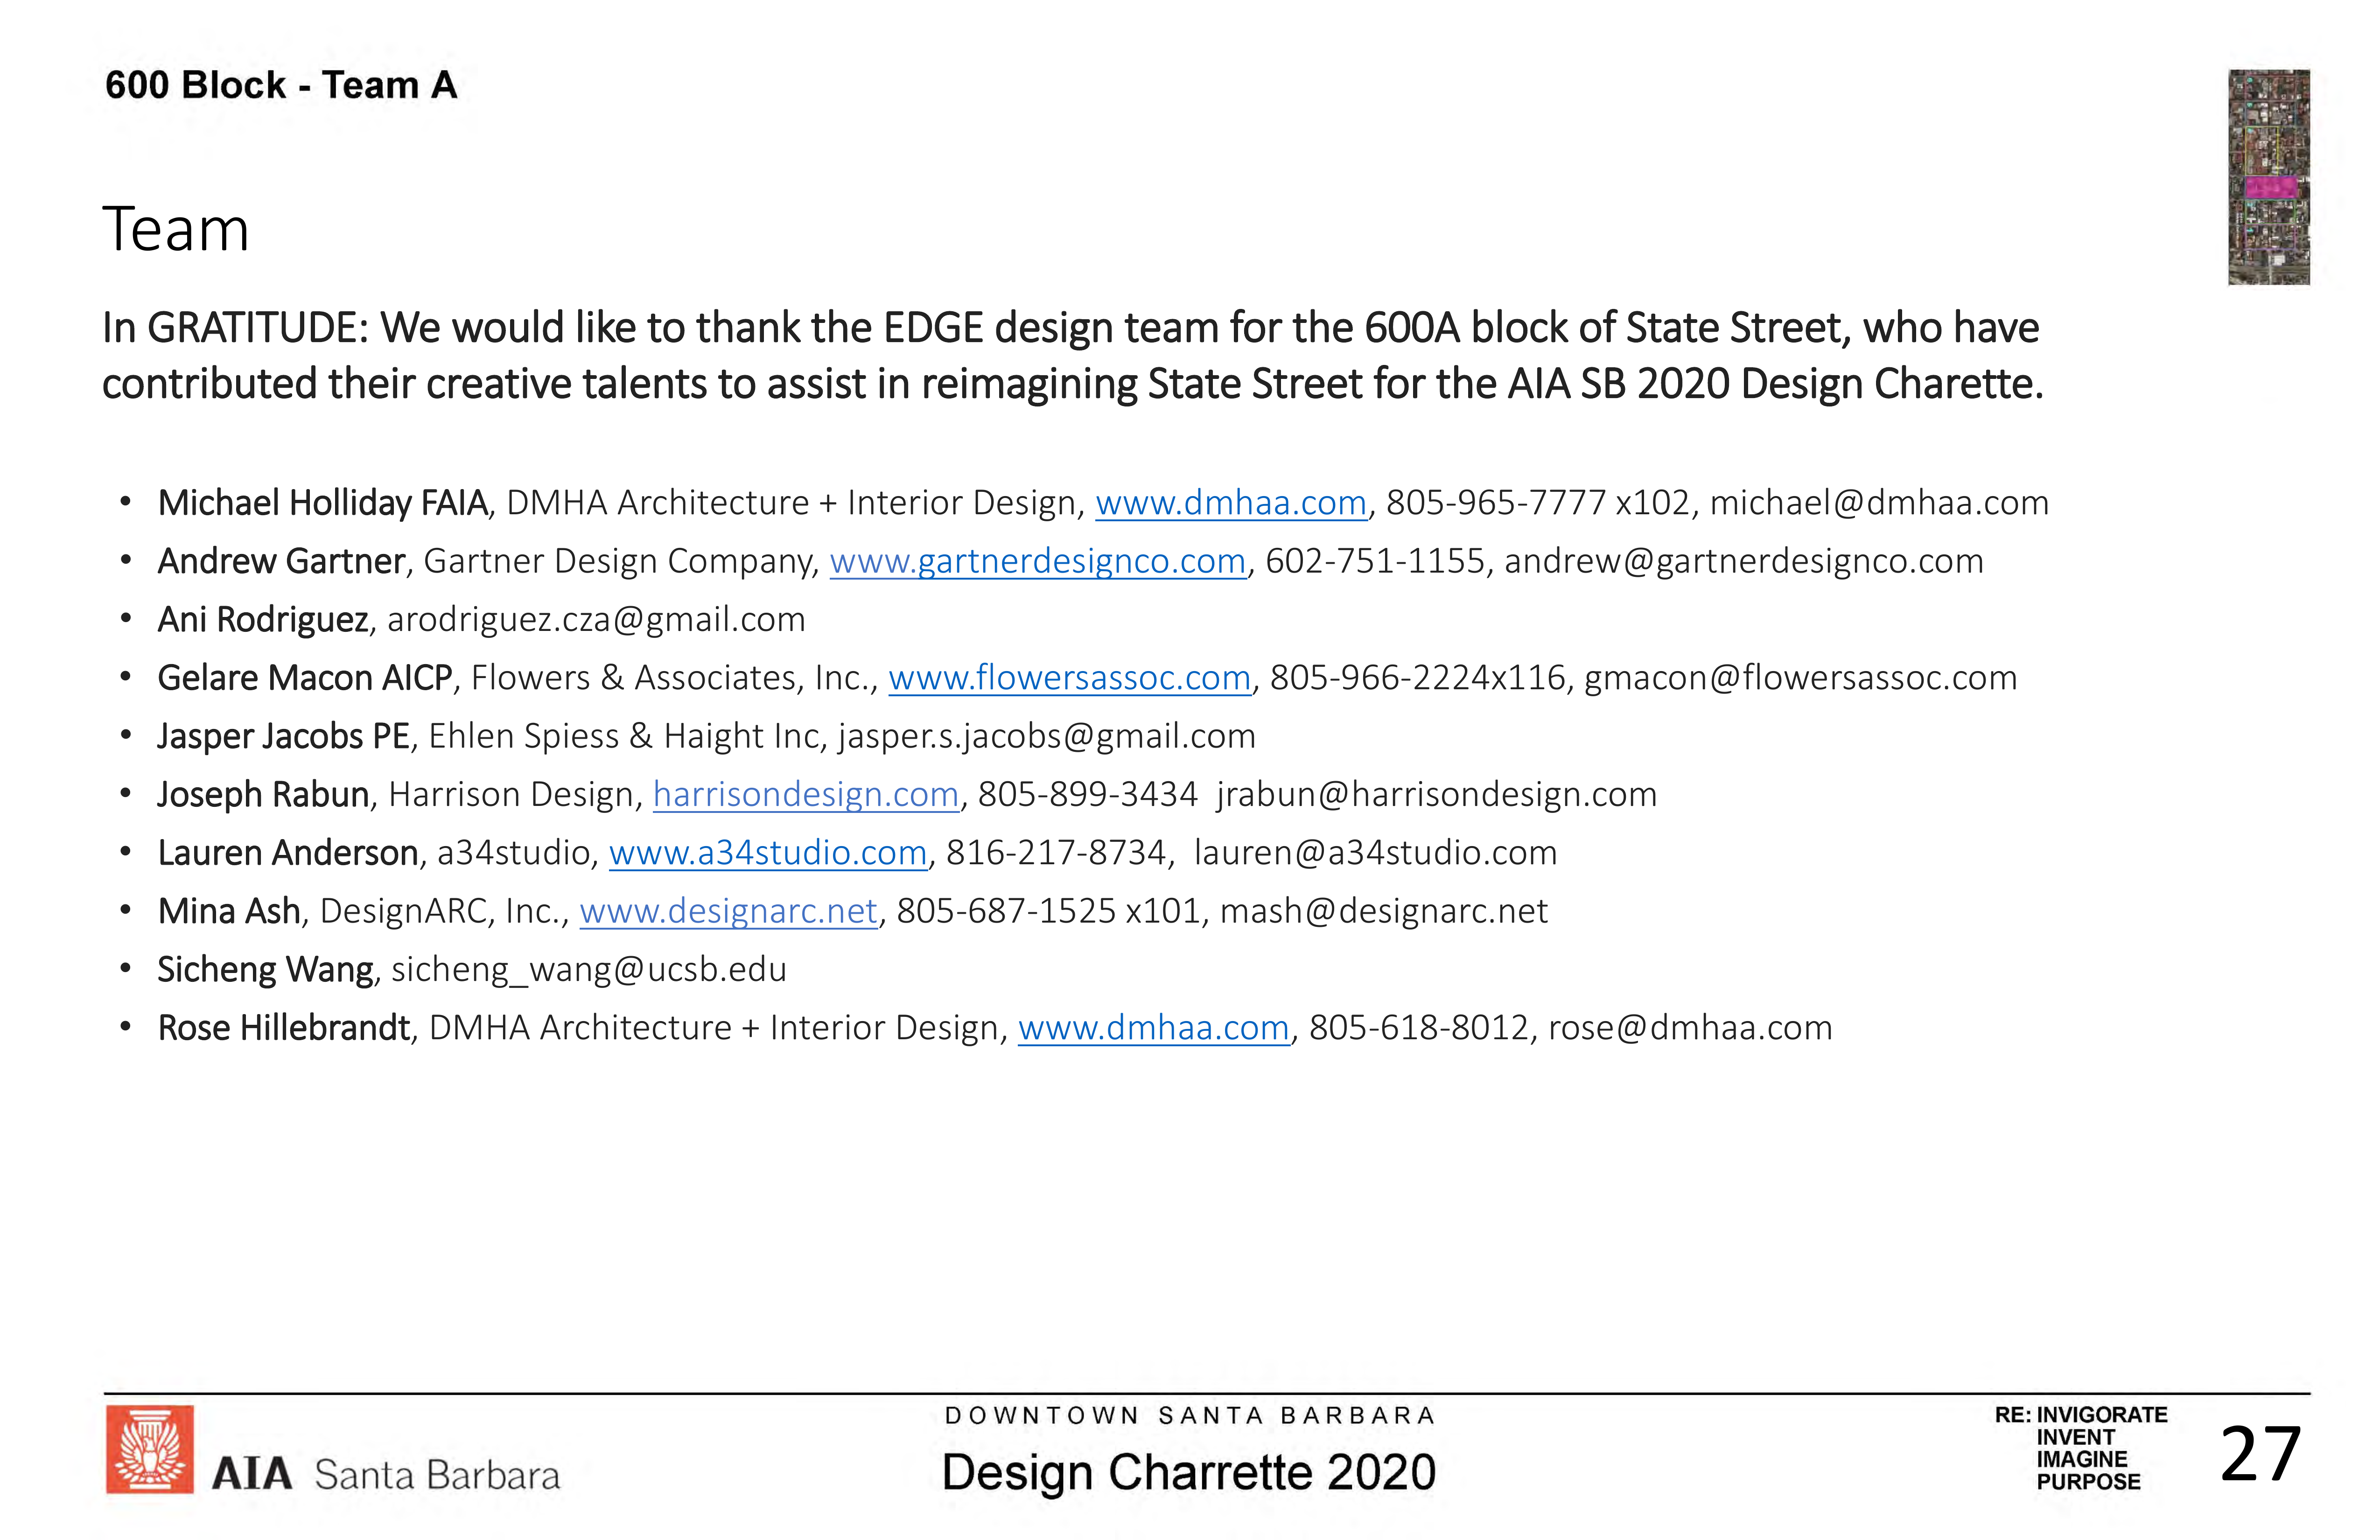 600 Block - Team A
Team
In GRATITUDE: We would like to thank the EDGE design team for the 600A block of State Street, who have
contributed their creative talents to assist in reimagining State Street for the AIA SB 2020 Design Charette.
• Michael Holliday FAIA, DMHA Architecture + Interior Design, www.dmhaa.com, 805-965-7777 x102, michael@dmhaa.com
• Andrew Gartner, Gartner Design Company, www.gartnerdesignco.com, 602-751-1155, andrew@gartnerdesignco.com
• Ani Rodriguez, arodriguez.cza@gmail.com
• Gelare Macon AICP, Flowers & Associates, Inc., www.flowersassoc.com, 805-966-2224x116, gmacon@flowersassoc.com
• Jasper Jacobs PE, Ehlen Spiess & Haight Inc, jasper.s.jacobs@gmail.com
• Joseph Rabun, Harrison Design, harrisondesign.com, 805-899-3434  jrabun@harrisondesign.com
• Lauren Anderson, a34studio, www.a34studio.com, 816-217-8734,  lauren@a34studio.com
• Mina Ash, DesignARC, Inc., www.designarc.net, 805-687-1525 x101, mash@designarc.net
• Sicheng Wang, sicheng_wang@ucsb.edu
• Rose Hillebrandt, DMHA Architecture + Interior Design, www.dmhaa.com, 805-618-8012, rose@dmhaa.com
AIA Santa Barbara
DOWNTOWN SANTA BARBARA
Design Charrette 2020
RE: INVIGORATE
INVENT
IMAGINE
PURPOSE
27